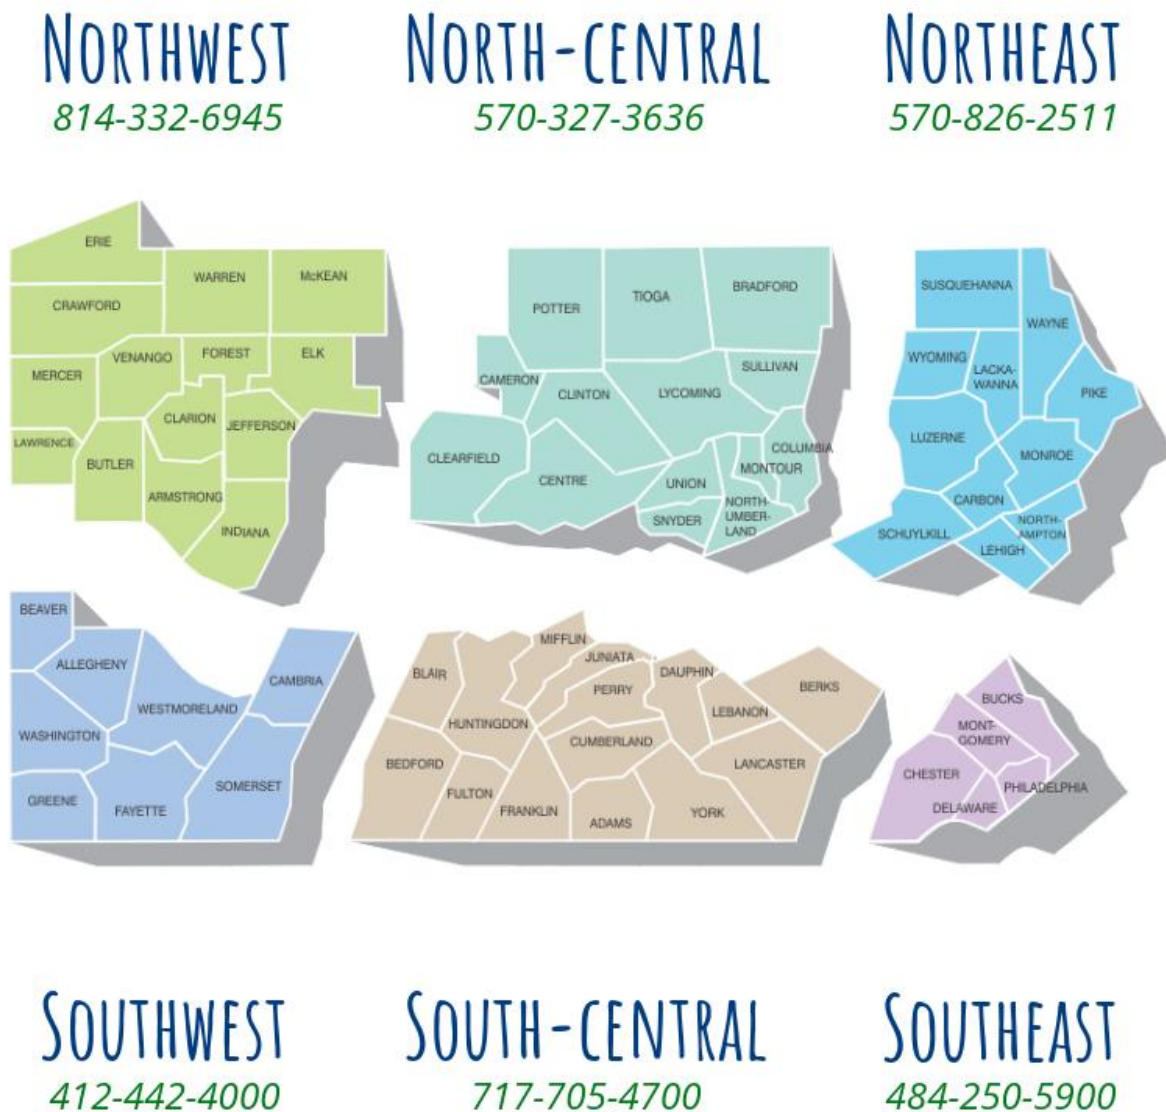 NORTHWEST
814-332-6945
NORTH-CENTRAL
570-327-3636
NORTHEAST
570-826-2511
ERIE
WARREN
McKEAN
CRAWFORD
VENANGO
FOREST
ELK
MERCER
CLARION
JEFFERSON
LAWRENCE
BUTLER
ARMSTRONG
INDIANA
POTTER
TIOGA
BRADFORD
CAMERON
CLINTON
LYCOMING
SULLIVAN
CLEARFIELD
CENTRE
UNION
MONTOUR
COLUMBIA
SNYDER
NORTH-
UMBER-
LAND
SUSQUEHANNA
WAYNE
WYOMING
LACKA-
WANNA
PIKE
LUZERNE
MONROE
CARBON
SCHUYLKILL
NORTH-
AMPTON
LEHIGH
BEAVER
ALLEGHENY
CAMBRIA
WESTMORELAND
WASHINGTON
SOMERSET
GREENE
FAYETTE
MIFFLIN
JUNIATA
BLAIR
DAUPHIN
PERRY
BERKS
LEBANON
HUNTINGDON
CUMBERLAND
BEDFORD
LANCASTER
FULTON
FRANKLIN
ADAMS
YORK
BUCKS
MONT-
GOMERY
CHESTER
PHILADELPHIA
DELAWARE
SOUTHWEST
412-442-4000
SOUTH-CENTRAL
717-705-4700
SOUTHEAST
484-250-5900